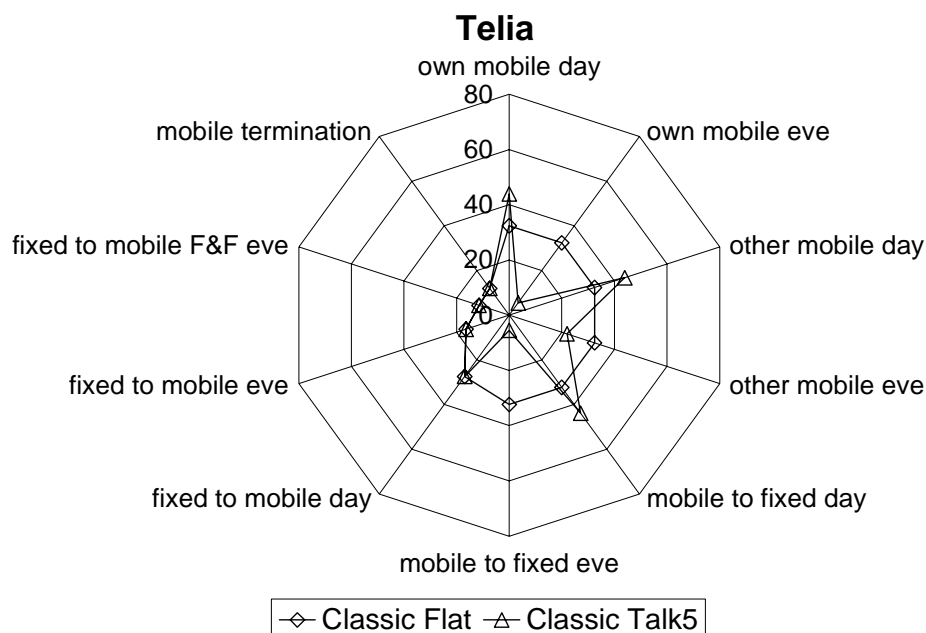 Telia
own mobile day
80
mobile termination
own mobile eve
60
40
fixed to mobile F&F eve
other mobile day
20
0
fixed to mobile eve
other mobile eve
fixed to mobile day
mobile to fixed day
mobile to fixed eve
Classic Flat Classic Talk5